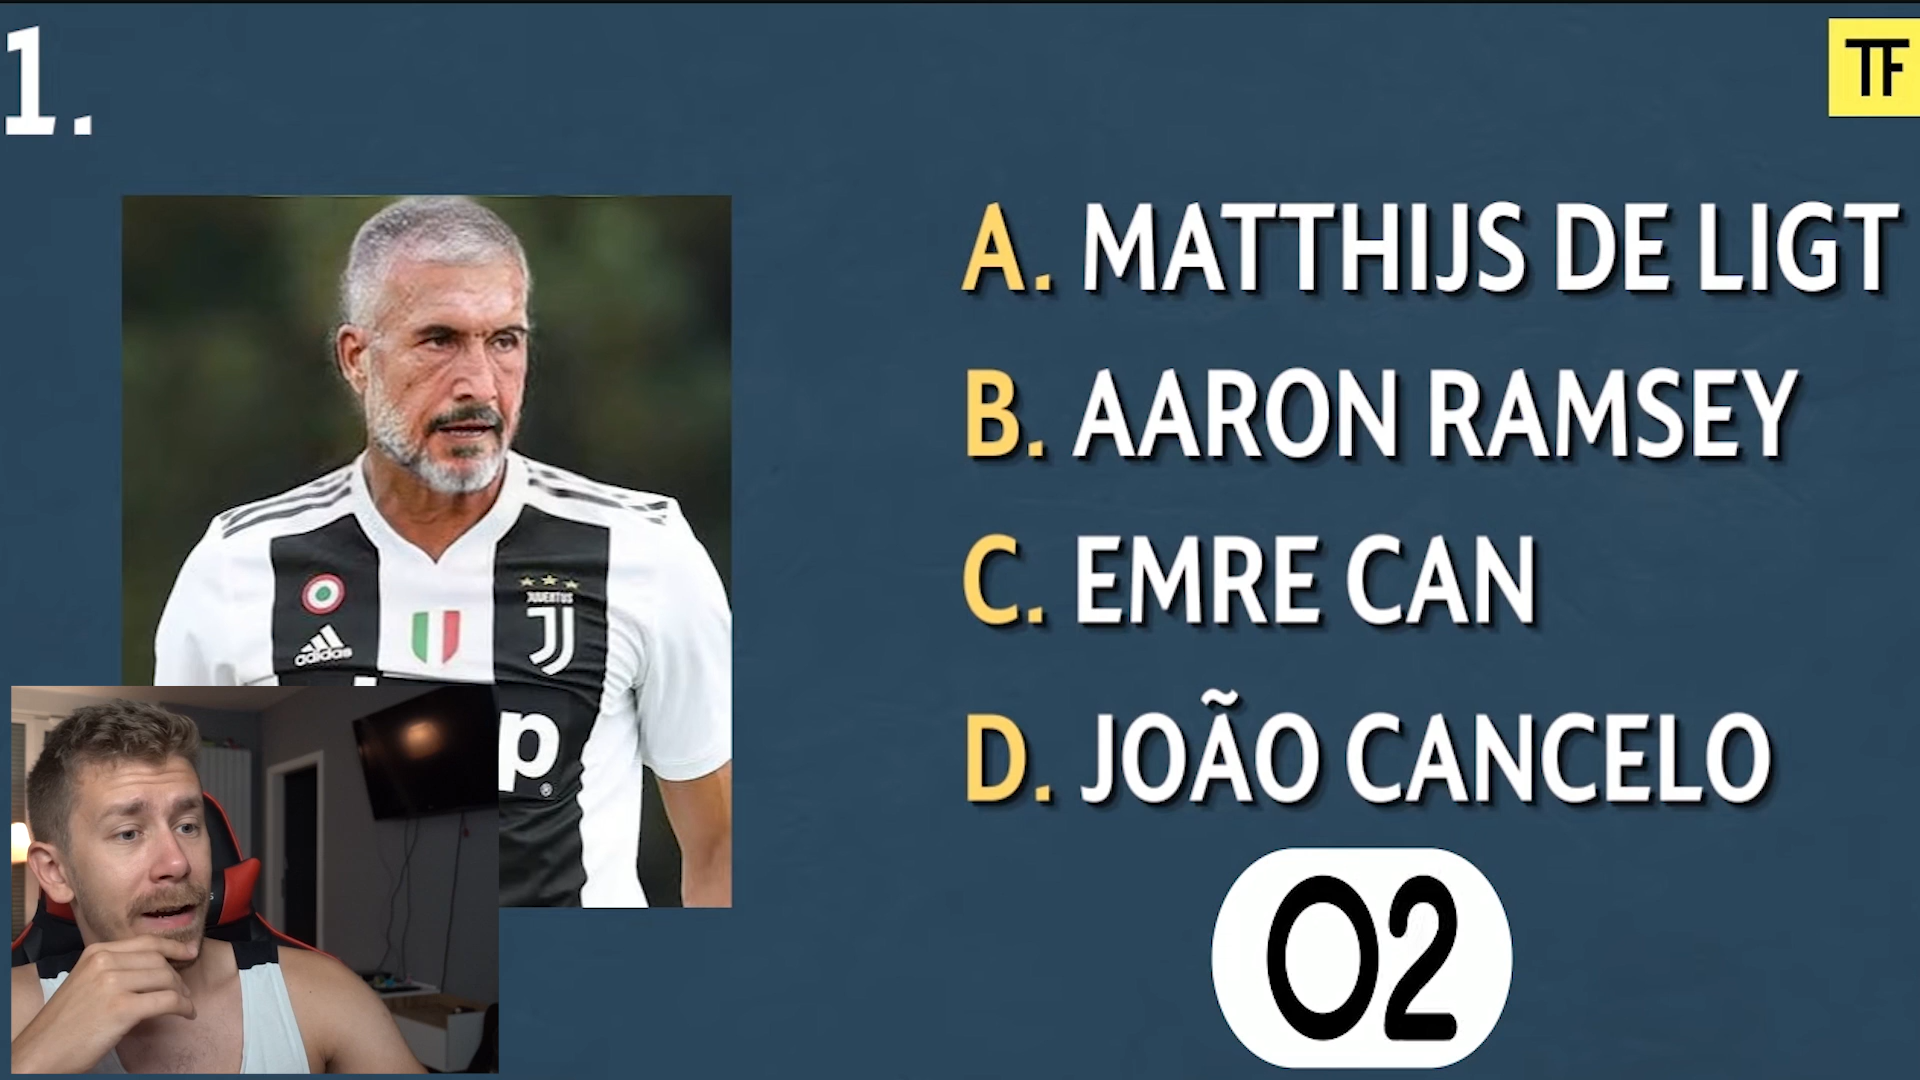 1.
TF
A. MATTHIJS DE LIGT
B. AARON RAMSEY
C. EMRE CAN
D. JOÃO CANCELO
02
JUVENTUS
adidas